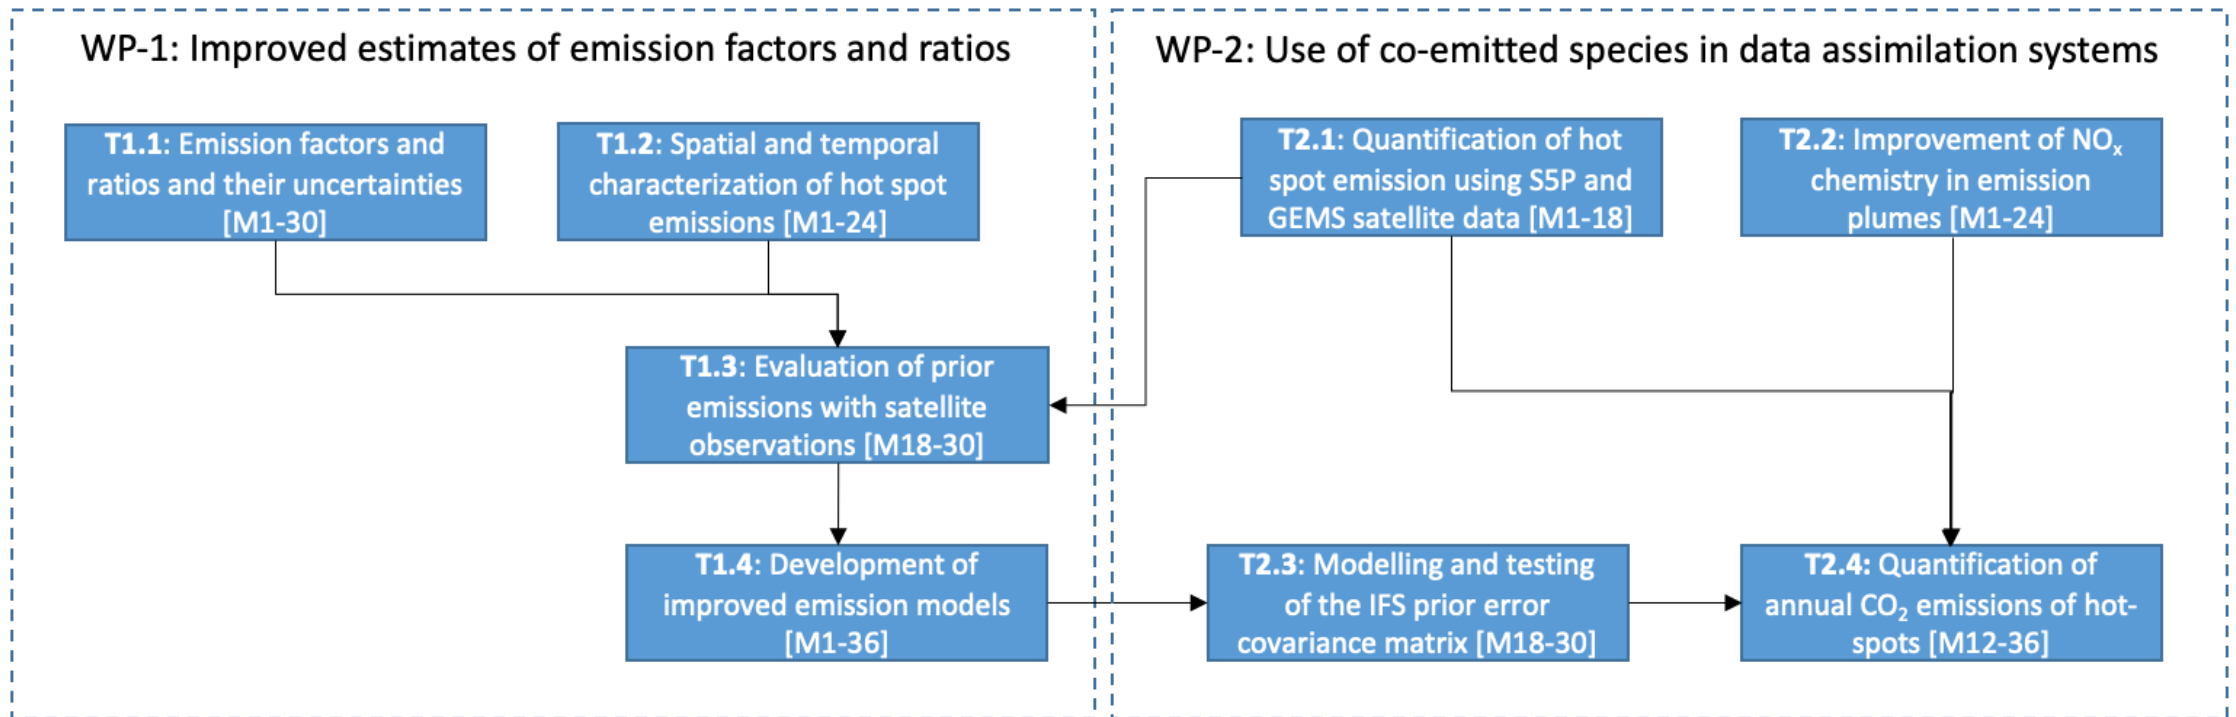 WP-1: Improved estimates of emission factors and ratios
T1.1: Emission factors and
ratios and their uncertainties
[M1-30]
T1.2: Spatial and temporal
characterization of hot spot
emissions [M1-24]
T1.3: Evaluation of prior
emissions with satellite
observations [M18-30]
T1.4: Development of
improved emission models
[M1-36]
WP-2: Use of co-emitted species in data assimilation systems
T2.1: Quantification of hot
spot emission using S5P and
GEMS satellite data [M1-18]
T2.2: Improvement of NOₓ
chemistry in emission
plumes [M1-24]
T2.3: Modelling and testing
of the IFS prior error
covariance matrix [M18-30]
T2.4: Quantification of
annual CO₂ emissions of hot-
spots [M12-36]